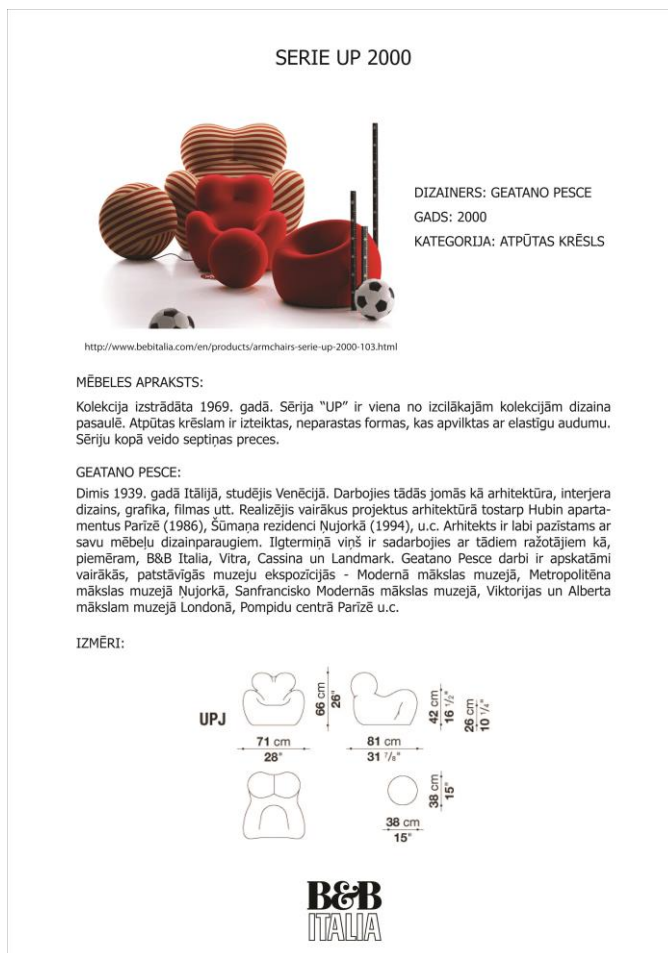 SERIE UP 2000
DIZAINERS: GEATANO PESCE
GADS: 2000
KATEGORIJA: ATPŪTAS KRĒSLS
http://www.bebitalia.com/en/products/armchairs-serie-up-2000-103.html
MĒBELES APRAKSTS:
Kolekcija izstrādāta 1969. gadā. Sērija “UP” ir viena no izcilākajām kolekcijām dizaina
pasaulē. Atpūtas krēslam ir izteiktas, neparastas formas, kas apvilktas ar elastīgu audumu.
Sēriju kopā veido septiņas preces.
GEATANO PESCE:
Dimis 1939. gadā Itālijā, studējis Venēcijā. Darbojies tādās jomās kā arhitektūra, interjera
dizains, grafika, filmas utt. Realizējis vairākus projektus arhitektūrā tostarp Hubin aparta-
mentus Parīzē (1986), Šūmaņa rezidenci Ņujorkā (1994), u.c. Arhitekts ir labi pazīstams ar
savu mēbeļu dizainparaugiem. Ilgtermiņā viņš ir sadarbojies ar tādiem ražotājiem kā,
piemēram, B&B Italia, Vitra, Cassina un Landmark. Geatano Pesce darbi ir apskatāmi
vairākās, patstāvīgās muzeju ekspozīcijās - Modernā mākslas muzejā, Metropolitēna
mākslas muzejā Ņujorkā, Sanfrancisko Modernās mākslas muzejā, Viktorijas un Alberta
mākslam muzejā Londonā, Pompidu centrā Parīzē u.c.
IZMĒRI:
UPJ
66 cm
26"
42 cm
16 1/2"
26 cm
10 1/4"
71 cm
28"
81 cm
31 7/8"
38 cm
15"
38 cm
15"
B&B
ITALIA